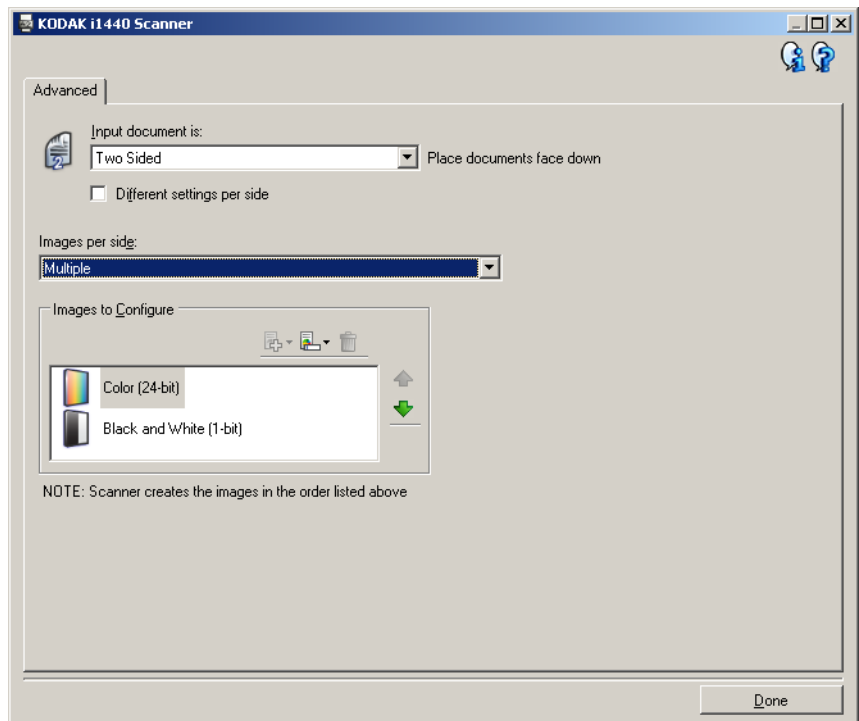 KODAK i1440 Scanner
Advanced
Input document is:
Two Sided
Place documents face down
Different settings per side
Images per side:
Multiple
Images to Configure
Color (24-bit)
Black and White (1-bit)
NOTE: Scanner creates the images in the order listed above
Done